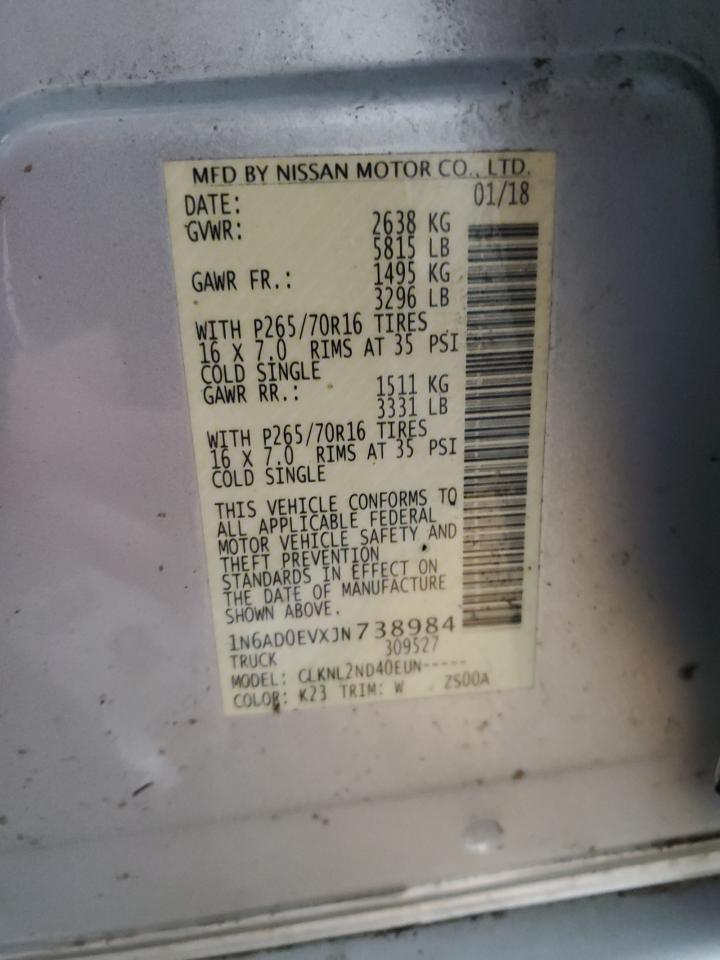 MFD BY NISSAN MOTOR CO., LTD.
DATE: 01/18
GVWR: 2638 KG
5815 LB
GAWR FR.: 1495 KG
3296 LB
WITH P265/70R16 TIRES
16 X 7.0 RIMS AT 35 PSI
COLD SINGLE
GAWR RR.: 1511 KG
3331 LB
WITH P265/70R16 TIRES
16 X 7.0 RIMS AT 35 PSI
COLD SINGLE
THIS VEHICLE CONFORMS TO
ALL APPLICABLE FEDERAL
MOTOR VEHICLE SAFETY AND
THEFT PREVENTION
STANDARDS IN EFFECT ON
THE DATE OF MANUFACTURE
SHOWN ABOVE.
1N6AD0EVXJN738984
TRUCK 309527
MODEL: CLKNL2ND40EUN-----
COLOR: K23 TRIM: W ZS00A